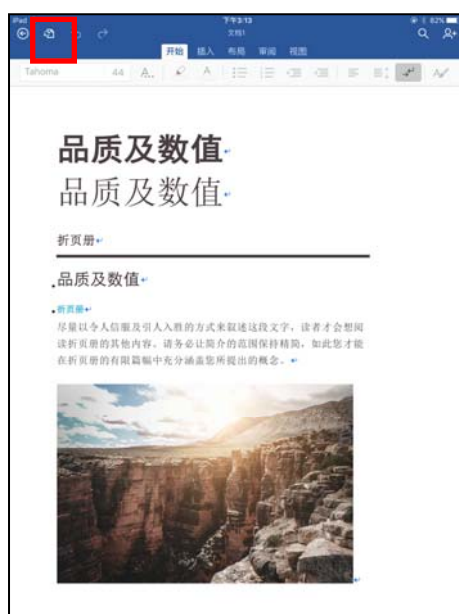 iPad
下午3:13
82%
文档1
开始 插入 布局 审阅 视图
Tahoma 44 A A
品质及数值
品质及数值
折页册
品质及数值
折页册
尽量以令人信服及引人入胜的方式来叙述这段文字，读者才会想阅
读折页册的其他内容。请务必让简介的范围保持精简，如此您才能
在折页册的有限篇幅中充分涵盖您所提出的概念。